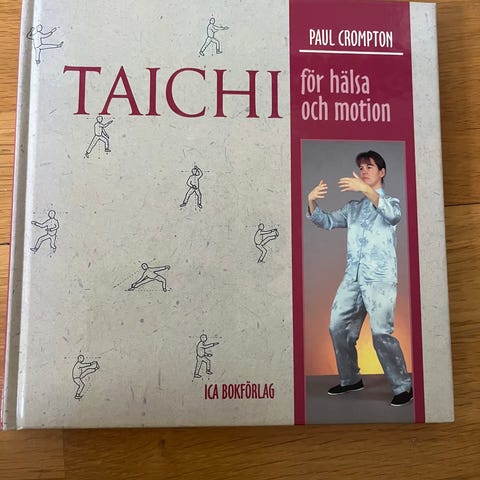 PAUL CROMPTON
TAICHI
för hälsa
och motion
ICA BOKFÖRLAG